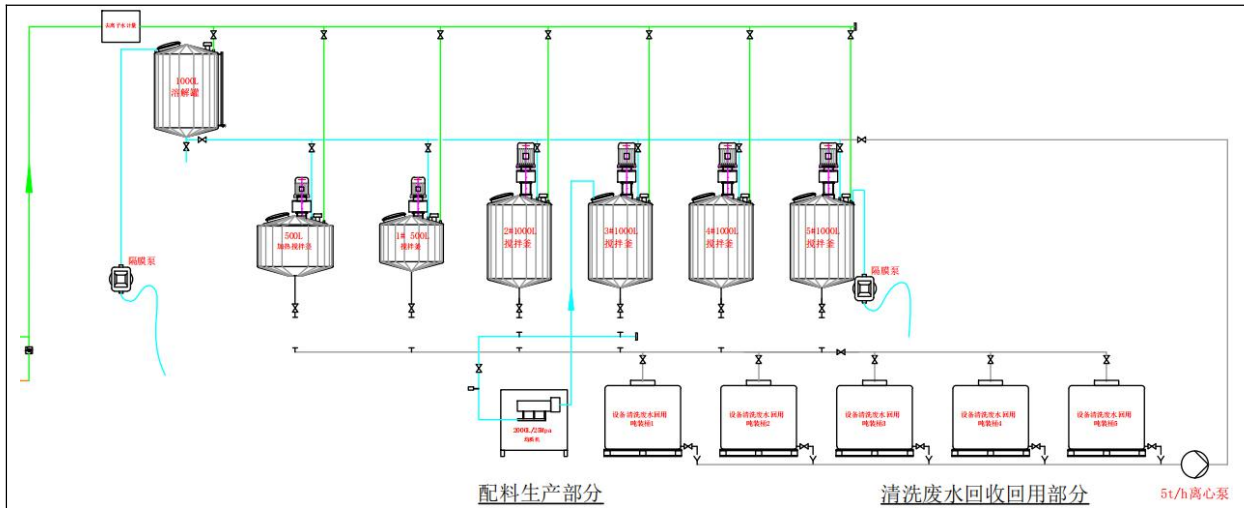 去离子水计量
1000L
溶解罐
500L
加热搅拌釜
1# 500L
搅拌釜
2#1000L
搅拌釜
3#1000L
搅拌釜
4#1000L
搅拌釜
5#1000L
搅拌釜
隔膜泵
隔膜泵
设备清洗废水回用
吨装桶1
设备清洗废水回用
吨装桶2
设备清洗废水回用
吨装桶3
设备清洗废水回用
吨装桶4
设备清洗废水回用
吨装桶5
配料生产部分
清洗废水回收回用部分
5t/h离心泵